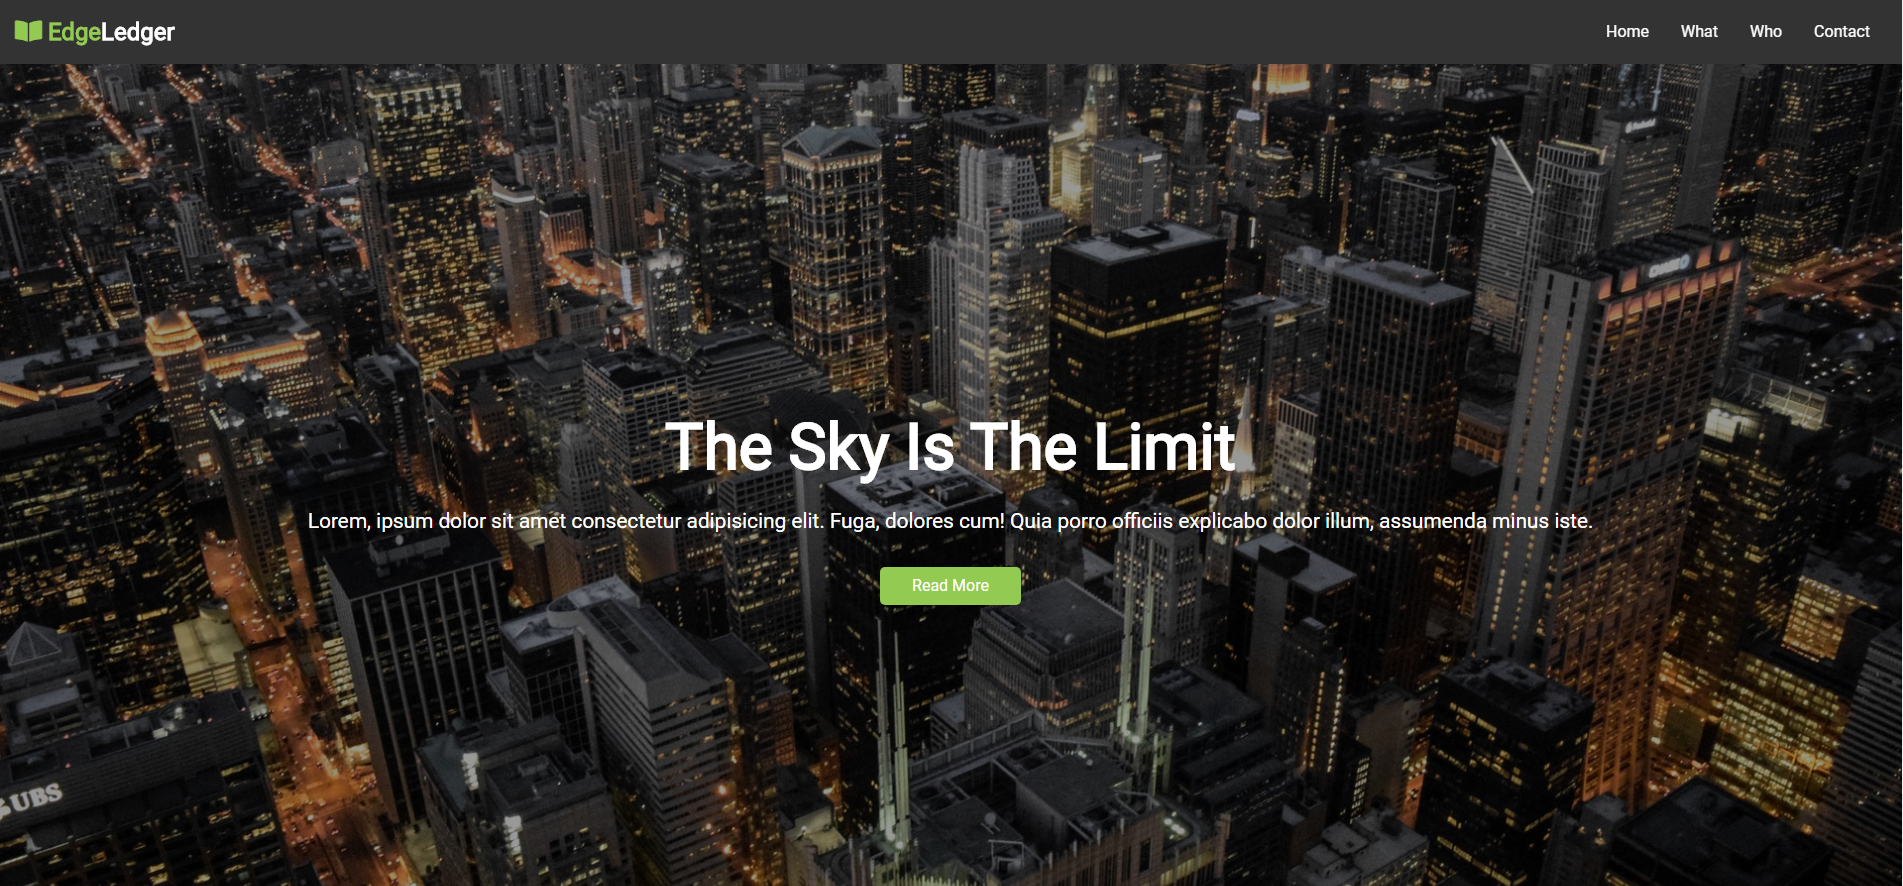 EdgeLedger
Home What Who Contact
The Sky Is The Limit
Lorem, ipsum dolor sit amet consectetur adipisicing elit. Fuga, dolores cum! Quia porro officiis explicabo dolor illum, assumenda minus iste.
Read More
UBS